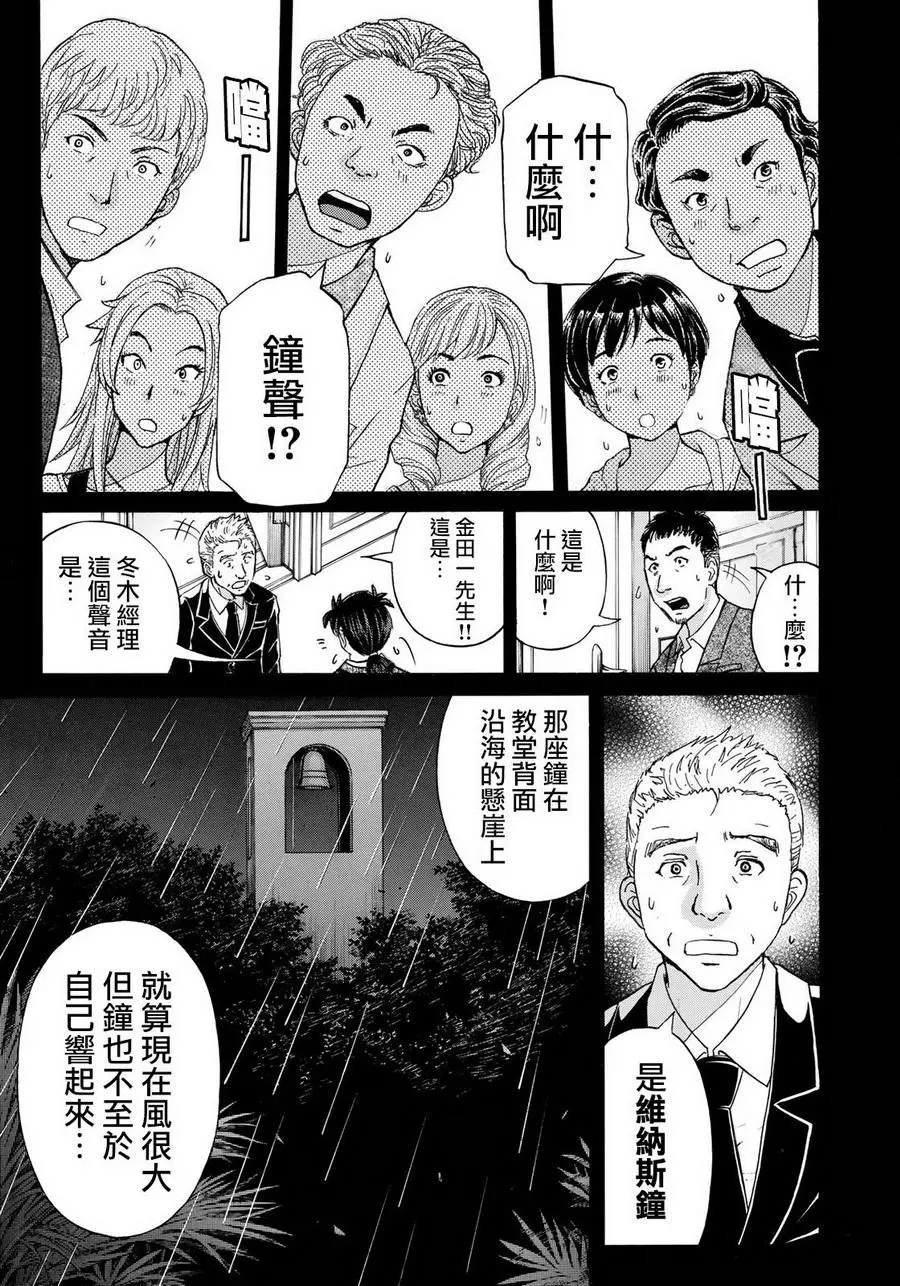 什…
什麼啊
噹——
鐘聲
!?
噹——
什…麼!?
這是
什麼啊!
金田一先生!!
這是…
冬木經理
這個聲音
是…
是維納斯鐘
那座鐘在
教堂背面
沿海的懸崖上
就算現在風很大
但鐘也不至於
自己響起來…